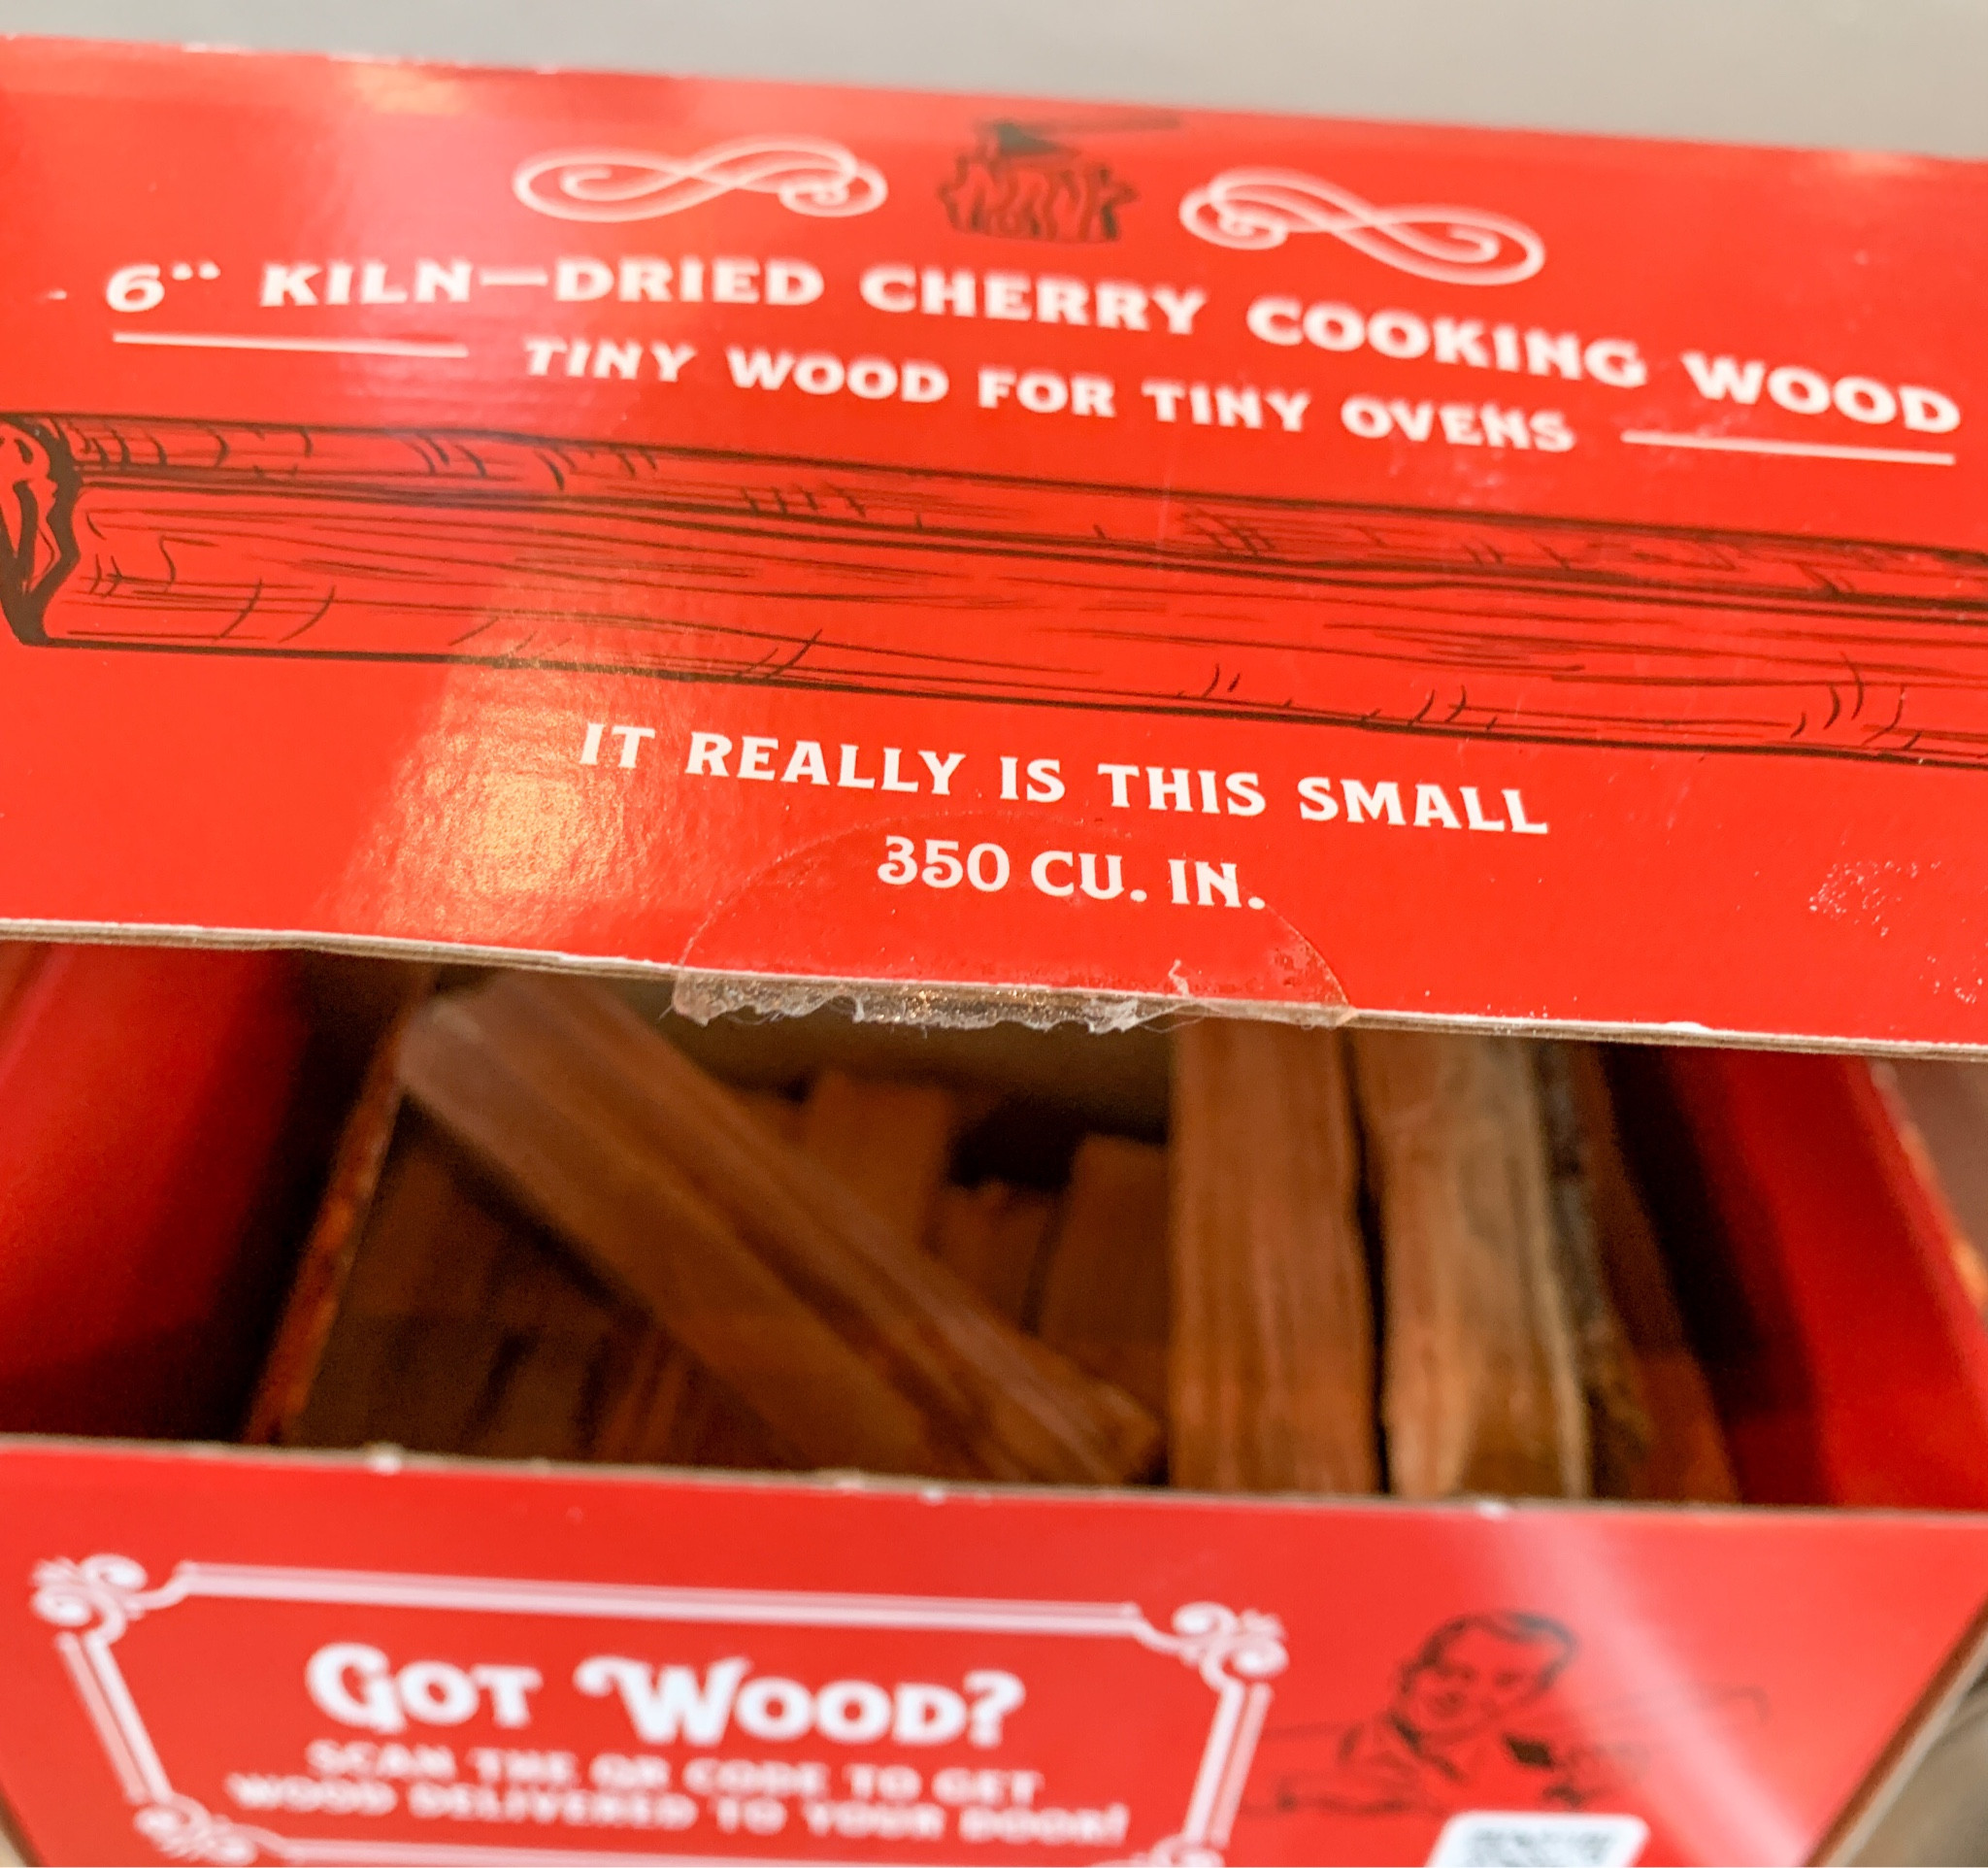 6" KILN-DRIED CHERRY COOKING WOOD
TINY WOOD FOR TINY OVENS
IT REALLY IS THIS SMALL
350 CU. IN.
GOT WOOD?
SCAN THE QR CODE TO GET
WOOD DELIVERED TO YOUR DOOR!